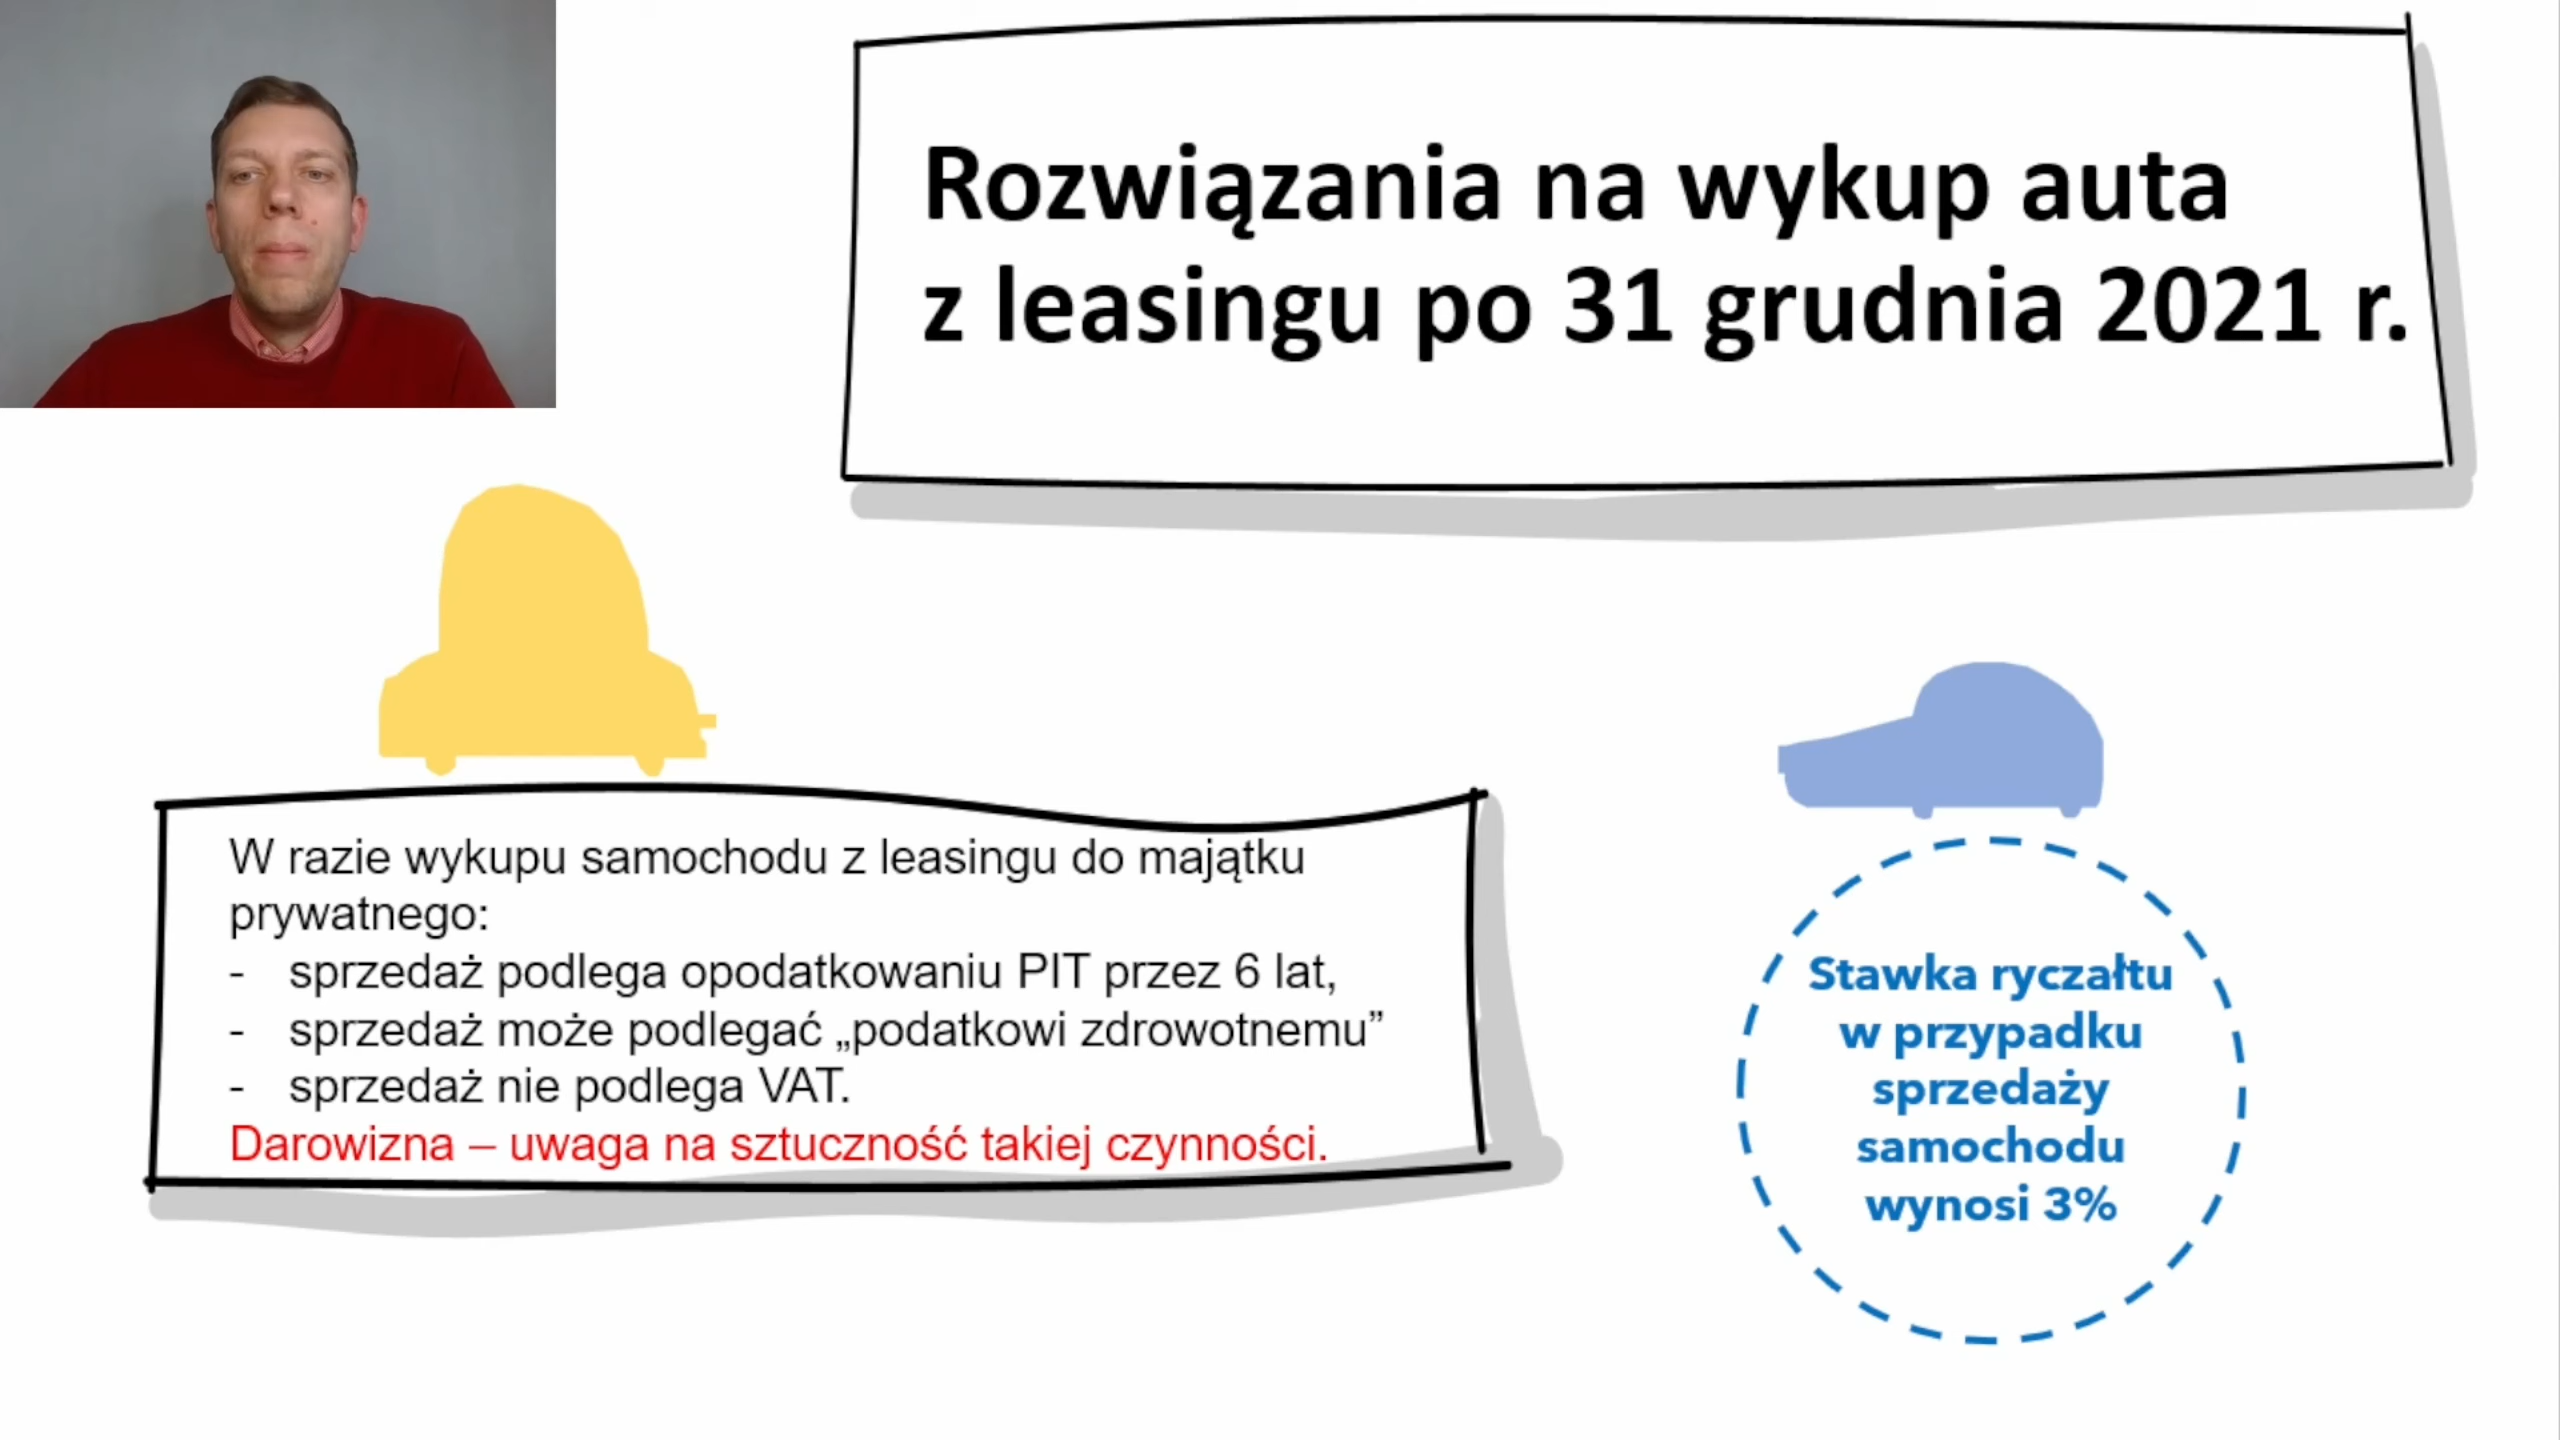 Rozwiązania na wykup auta
z leasingu po 31 grudnia 2021 r.
W razie wykupu samochodu z leasingu do majątku
prywatnego:
- sprzedaż podlega opodatkowaniu PIT przez 6 lat,
- sprzedaż może podlegać „podatkowi zdrowotnemu”
- sprzedaż nie podlega VAT.
Darowizna – uwaga na sztuczność takiej czynności.
Stawka ryczałtu
w przypadku
sprzedaży
samochodu
wynosi 3%